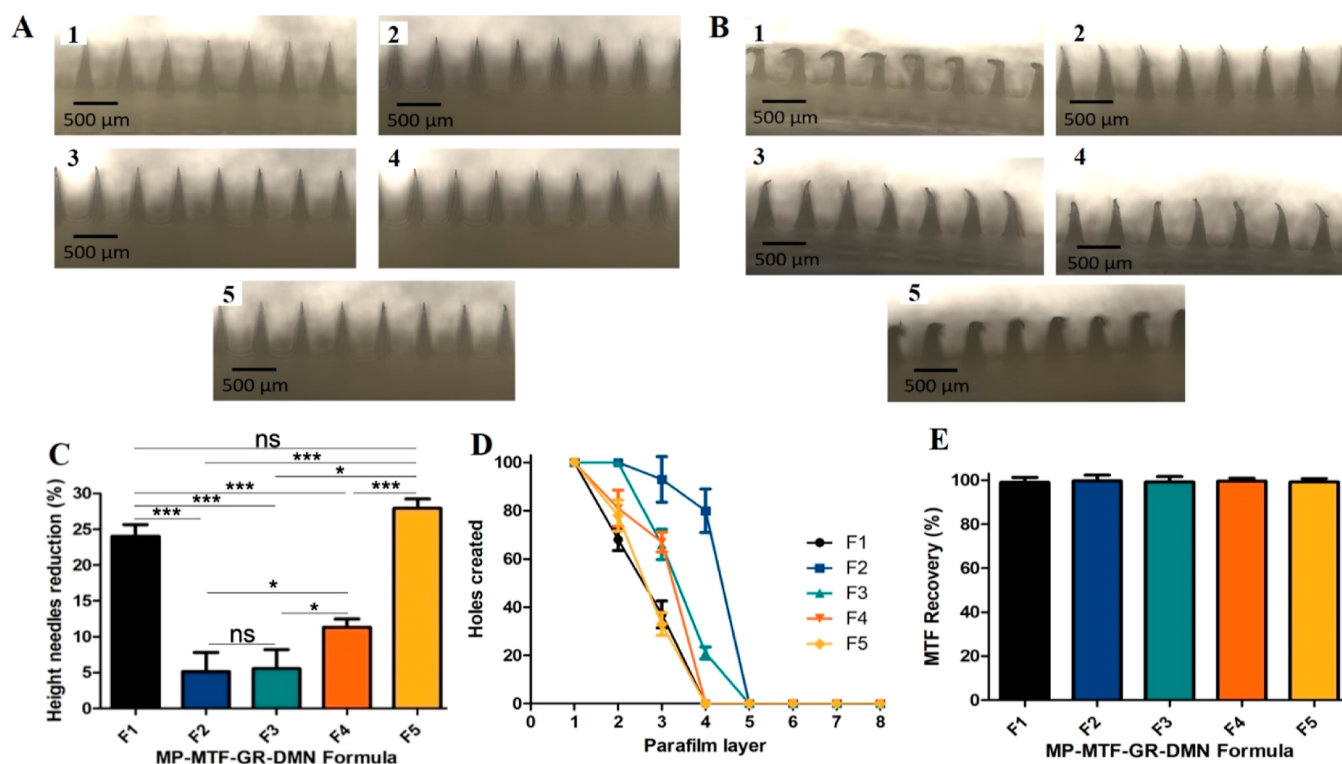 A
1
500 µm
2
500 µm
3
500 µm
4
500 µm
5
500 µm
B
1
500 µm
2
500 µm
3
500 µm
4
500 µm
5
500 µm
C
Height needles reduction (%)
30
25
20
15
10
5
0
ns
***
*
***
***
***
***
*
*
ns
F1
F2
F3
F4
F5
MP-MTF-GR-DMN Formula
D
Holes created
100
80
60
40
20
0
0 1 2 3 4 5 6 7 8
Parafilm layer
F1
F2
F3
F4
F5
E
MTF Recovery (%)
100
80
60
40
20
0
F1
F2
F3
F4
F5
MP-MTF-GR-DMN Formula